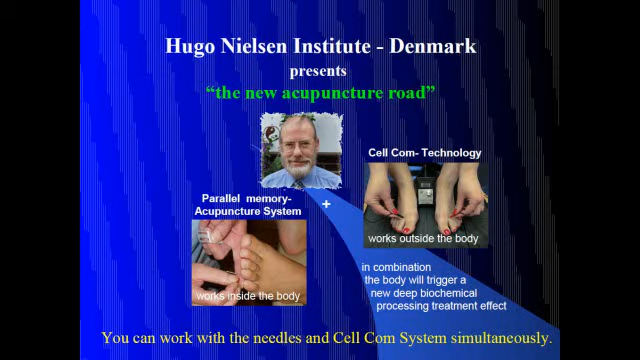 Hugo Nielsen Institute - Denmark
presents
“the new acupuncture road”
Cell Com- Technology
Parallel memory-
Acupuncture System
+
works outside the body
works inside the body
in combination
the body will trigger a
new deep biochemical
processing treatment effect
You can work with the needles and Cell Com System simultaneously.